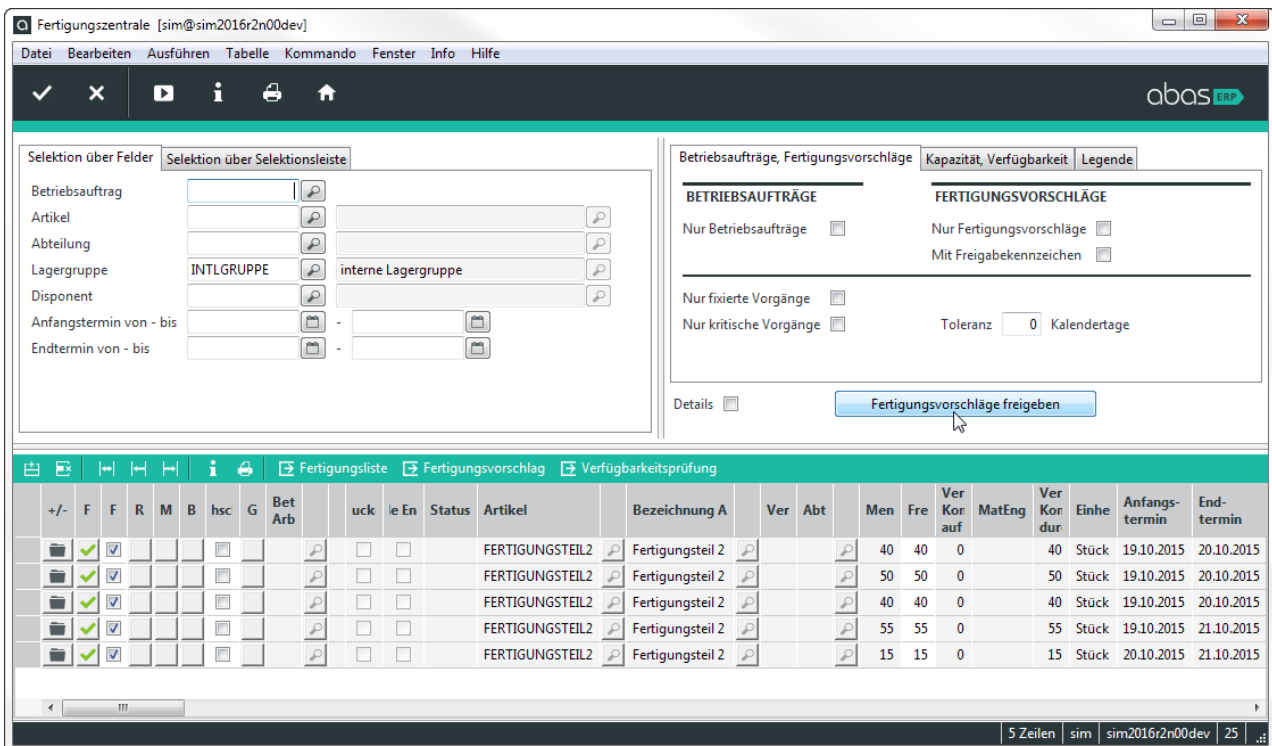 Fertigungszentrale [sim@sim2016r2n00dev]
Datei Bearbeiten Ausführen Tabelle Kommando Fenster Info Hilfe
abas ERP
Selektion über Felder Selektion über Selektionsleiste
Betriebsauftrag
Artikel
Abteilung
Lagergruppe INTLGRUPPE interne Lagergruppe
Disponent
Anfangstermin von - bis -
Endtermin von - bis -
Betriebsaufträge, Fertigungsvorschläge Kapazität, Verfügbarkeit Legende
BETRIEBSAUFTRÄGE FERTIGUNGSVORSCHLÄGE
Nur Betriebsaufträge Nur Fertigungsvorschläge
Mit Freigabekennzeichen
Nur fixierte Vorgänge
Nur kritische Vorgänge Toleranz 0 Kalendertage
Details Fertigungsvorschläge freigeben
Fertigungsliste Fertigungsvorschlag Verfügbarkeitsprüfung
+/- F F R M B hsc G Bet Arb uck le En Status Artikel Bezeichnung A Ver Abt Men Fre Ver Kon auf MatEng Ver Kon dur Einhe Anfangs-termin End-termin
FERTIGUNGSTEIL2 Fertigungsteil 2 40 40 0 40 Stück 19.10.2015 20.10.2015
FERTIGUNGSTEIL2 Fertigungsteil 2 50 50 0 50 Stück 19.10.2015 20.10.2015
FERTIGUNGSTEIL2 Fertigungsteil 2 40 40 0 40 Stück 19.10.2015 20.10.2015
FERTIGUNGSTEIL2 Fertigungsteil 2 55 55 0 55 Stück 19.10.2015 21.10.2015
FERTIGUNGSTEIL2 Fertigungsteil 2 15 15 0 15 Stück 20.10.2015 21.10.2015
5 Zeilen sim sim2016r2n00dev 25